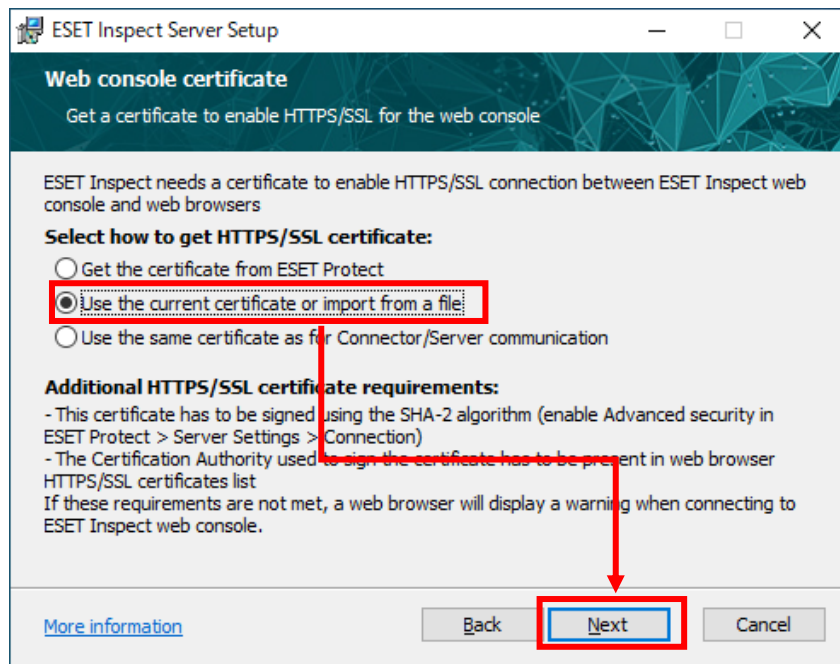 ESET Inspect Server Setup
Web console certificate
Get a certificate to enable HTTPS/SSL for the web console
ESET Inspect needs a certificate to enable HTTPS/SSL connection between ESET Inspect web
console and web browsers
Select how to get HTTPS/SSL certificate:
Get the certificate from ESET Protect
Use the current certificate or import from a file
Use the same certificate as for Connector/Server communication
Additional HTTPS/SSL certificate requirements:
- This certificate has to be signed using the SHA-2 algorithm (enable Advanced security in
ESET Protect > Server Settings > Connection)
- The Certification Authority used to sign the certificate has to be present in web browser
HTTPS/SSL certificates list
If these requirements are not met, a web browser will display a warning when connecting to
ESET Inspect web console.
More information
Back
Next
Cancel